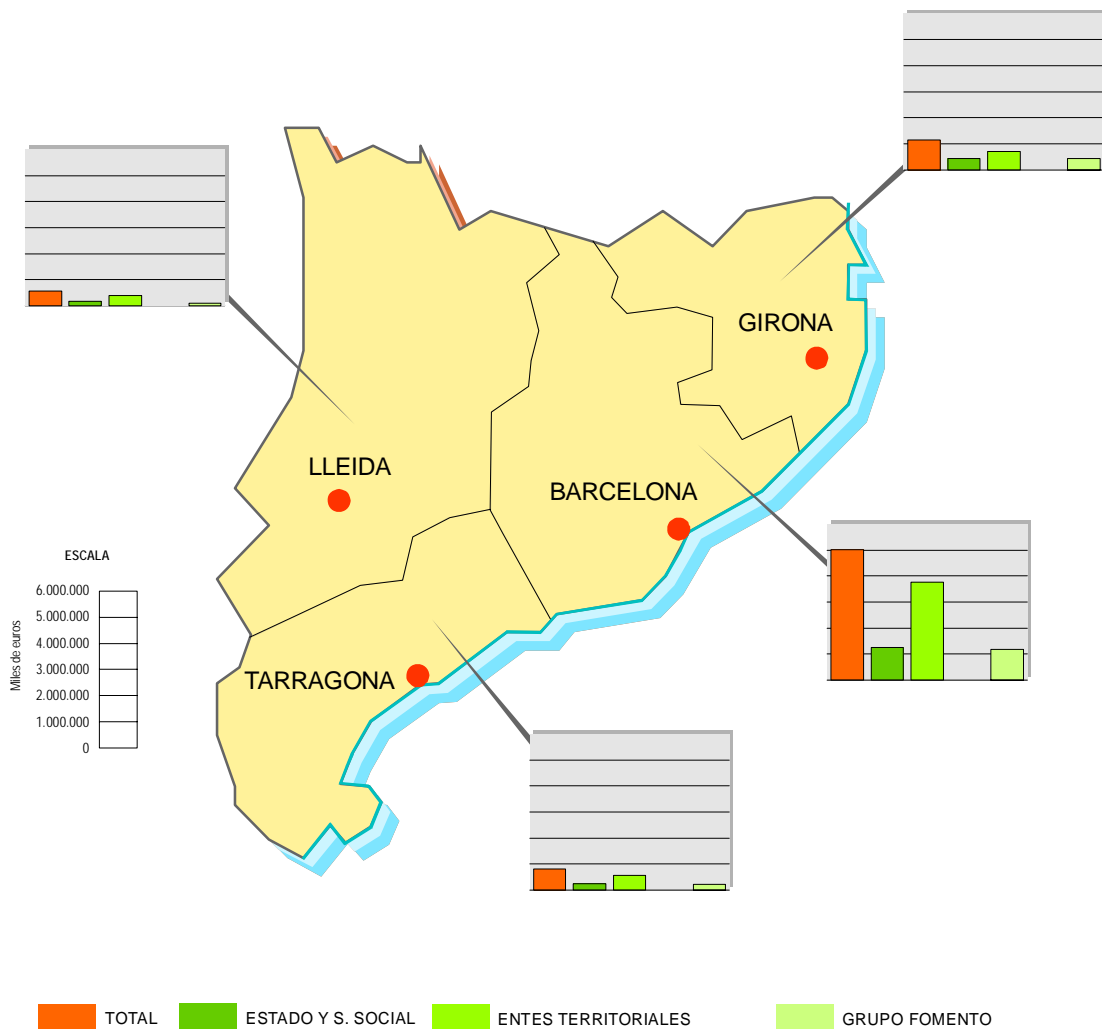 GIRONA
LLEIDA
BARCELONA
TARRAGONA
ESCALA
Miles de euros
6.000.000
5.000.000
4.000.000
3.000.000
2.000.000
1.000.000
0
TOTAL ESTADO Y S. SOCIAL ENTES TERRITORIALES GRUPO FOMENTO